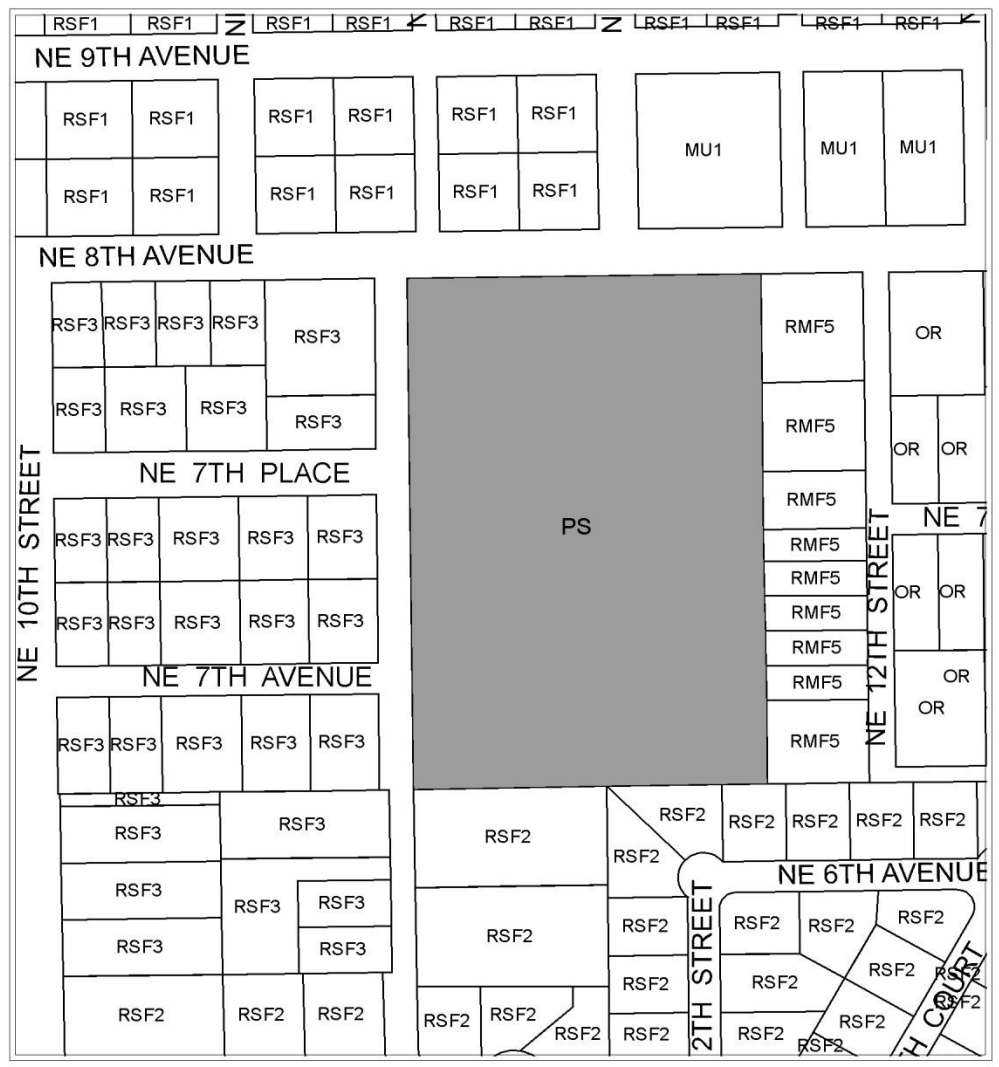 RSF1 RSF1 RSF1 RSF1 RSF1 RSF1 RSF1 RSF1 RSF1 RSF1
NE 9TH AVENUE
RSF1 RSF1 RSF1 RSF1 RSF1 RSF1 MU1 MU1 MU1
RSF1 RSF1 RSF1 RSF1 RSF1 RSF1
NE 8TH AVENUE
RSF3 RSF3 RSF3 RSF3 RSF3 RMF5 OR
RSF3 RSF3 RSF3 RSF3 RMF5 OR OR
NE 7TH PLACE
NE 10TH STREET
RMF5
NE 7
PS
RSF3 RSF3 RSF3 RSF3 RSF3 RMF5
RMF5 OR OR
RSF3 RSF3 RSF3 RSF3 RSF3 RMF5
RMF5
NE 12TH STREET
NE 7TH AVENUE
RMF5 OR
OR
RSF3 RSF3 RSF3 RSF3 RSF3 RMF5
RSF3
RSF3 RSF3 RSF2 RSF2 RSF2 RSF2 RSF2 RSF2
RSF2
NE 6TH AVENUE
RSF3 RSF3 RSF3
RSF3 RSF3 RSF2 RSF2 RSF2 RSF2 RSF2
2TH STREET
RSF2 RSF2 RSF2 RSF2
RSF2 RSF2 RSF2 RSF2 RSF2 RSF2 RSF2 RSF2 RSF2 RSF2
RSF2
TH COURT